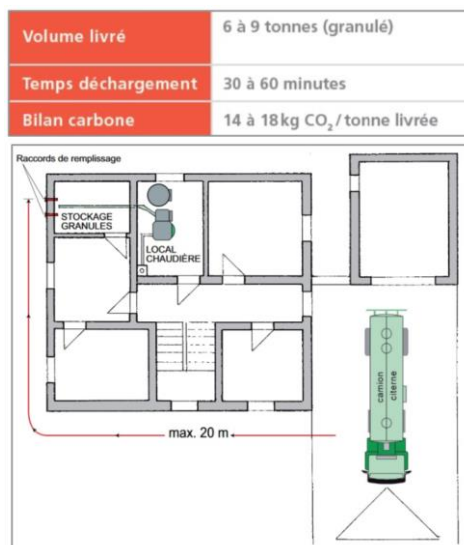 Volume livré
6 à 9 tonnes (granulé)
Temps déchargement
30 à 60 minutes
Bilan carbone
14 à 18 kg CO₂ / tonne livrée
Raccords de remplissage
STOCKAGE
GRANULES
LOCAL
CHAUDIÈRE
camion
citerne
max. 20 m